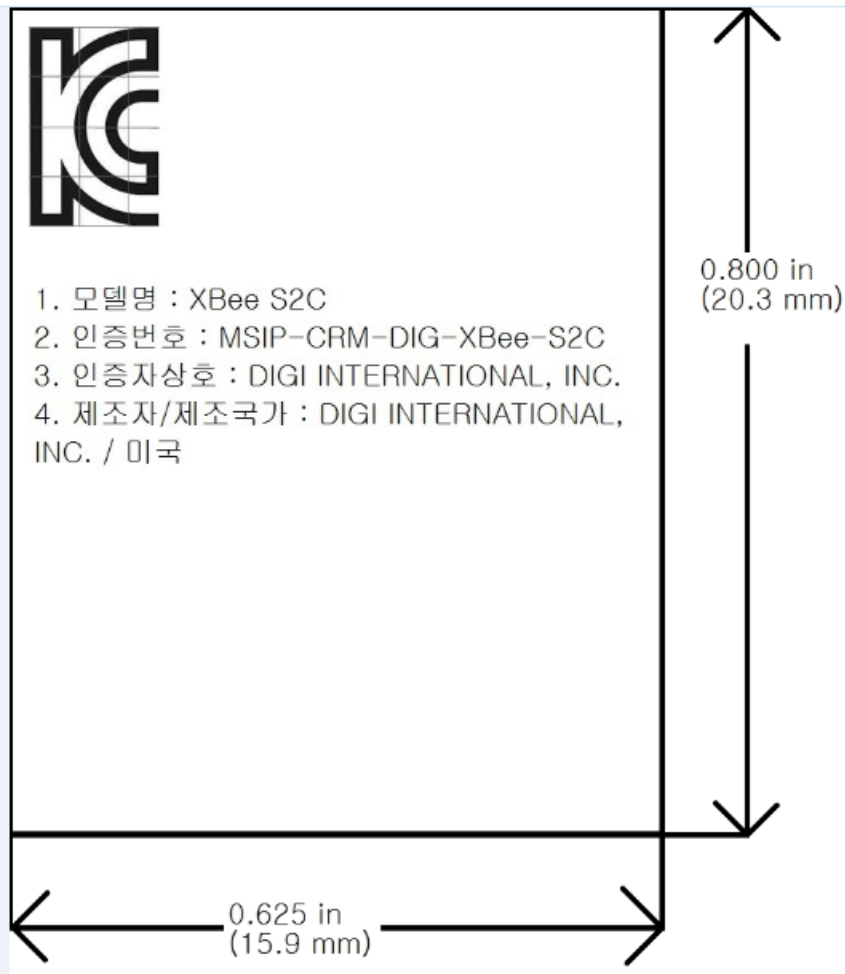 1. 모델명 : XBee S2C
2. 인증번호 : MSIP-CRM-DIG-XBee-S2C
3. 인증자상호 : DIGI INTERNATIONAL, INC.
4. 제조자/제조국가 : DIGI INTERNATIONAL,
INC. / 미국
0.800 in
(20.3 mm)
0.625 in
(15.9 mm)